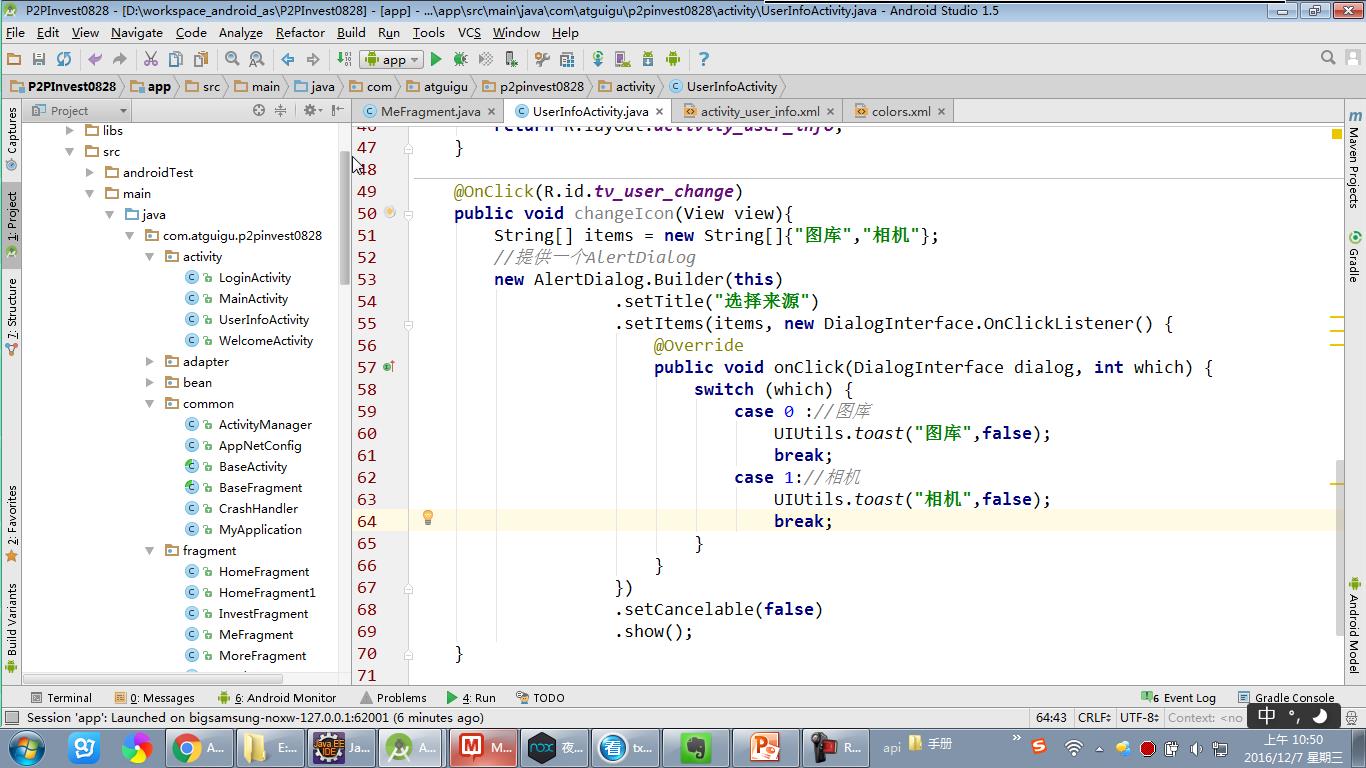 P2PInvest0828 - [D:\workspace_android_as\P2PInvest0828] - [app] - ...\app\src\main\java\com\atguigu\p2pinvest0828\activity\UserInfoActivity.java - Android Studio 1.5
File Edit View Navigate Code Analyze Refactor Build Run Tools VCS Window Help
app
P2PInvest0828 app src main java com atguigu p2pinvest0828 activity UserInfoActivity
Project
MeFragment.java UserInfoActivity.java activity_user_info.xml colors.xml
Captures
1: Project
7: Structure
2: Favorites
Build Variants
libs
src
androidTest
main
java
com.atguigu.p2pinvest0828
activity
LoginActivity
MainActivity
UserInfoActivity
WelcomeActivity
adapter
bean
common
ActivityManager
AppNetConfig
BaseActivity
BaseFragment
CrashHandler
MyApplication
fragment
HomeFragment
HomeFragment1
InvestFragment
MeFragment
MoreFragment
46 return R.layout.activity_user_info;
47 }
48
49 @OnClick(R.id.tv_user_change)
50 public void changeIcon(View view){
51 String[] items = new String[]{"图库","相机"};
52 //提供一个AlertDialog
53 new AlertDialog.Builder(this)
54 .setTitle("选择来源")
55 .setItems(items, new DialogInterface.OnClickListener() {
56 @Override
57 public void onClick(DialogInterface dialog, int which) {
58 switch (which) {
59 case 0 ://图库
60 UIUtils.toast("图库",false);
61 break;
62 case 1://相机
63 UIUtils.toast("相机",false);
64 break;
65 }
66 }
67 })
68 .setCancelable(false)
69 .show();
70 }
71
Maven Projects
Gradle
Android Model
Terminal 0: Messages 6: Android Monitor Problems 4: Run TODO 6 Event Log Gradle Console
Session 'app': Launched on bigsamsung-noxw-127.0.0.1:62001 (6 minutes ago) 64:43 CRLF UTF-8 Context: <no
中 °,
A... E:... Ja... A... M... 夜... tx... R... api 手册
上午 10:50
2016/12/7 星期三